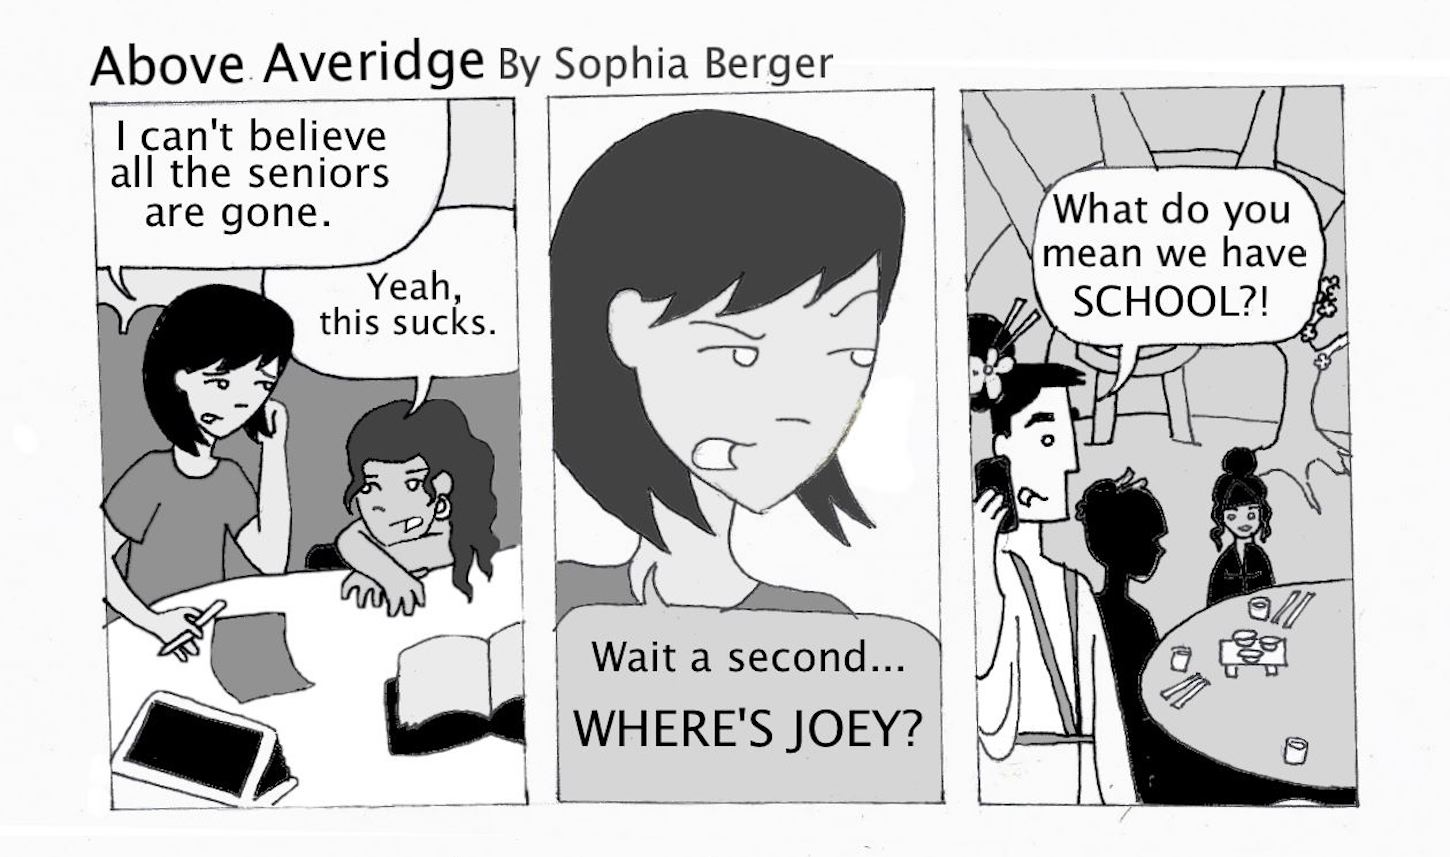 Above Averidge By Sophia Berger
I can't believe
all the seniors
are gone.
Yeah,
this sucks.
Wait a second...
WHERE'S JOEY?
What do you
mean we have
SCHOOL?!